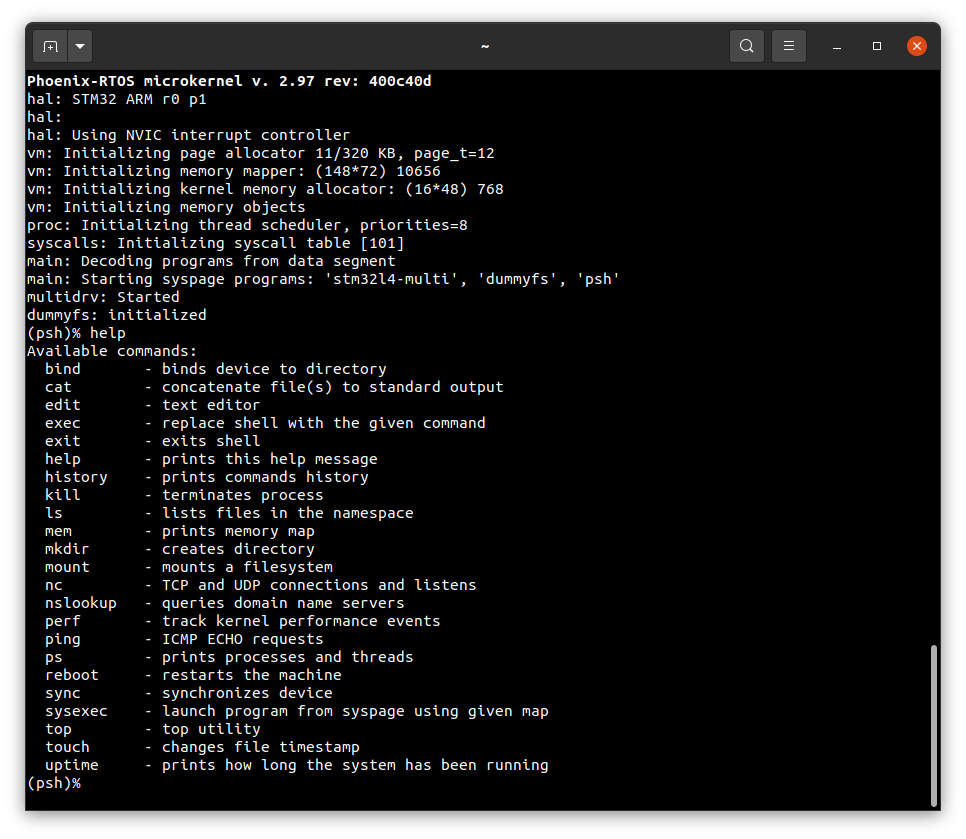 ~
Phoenix-RTOS microkernel v. 2.97 rev: 400c40d
hal: STM32 ARM r0 p1
hal:
hal: Using NVIC interrupt controller
vm: Initializing page allocator 11/320 KB, page_t=12
vm: Initializing memory mapper: (148*72) 10656
vm: Initializing kernel memory allocator: (16*48) 768
vm: Initializing memory objects
proc: Initializing thread scheduler, priorities=8
syscalls: Initializing syscall table [101]
main: Decoding programs from data segment
main: Starting syspage programs: 'stm32l4-multi', 'dummyfs', 'psh'
multidrv: Started
dummyfs: initialized
(psh)% help
Available commands:
  bind       - binds device to directory
  cat        - concatenate file(s) to standard output
  edit       - text editor
  exec       - replace shell with the given command
  exit       - exits shell
  help       - prints this help message
  history    - prints commands history
  kill       - terminates process
  ls         - lists files in the namespace
  mem        - prints memory map
  mkdir      - creates directory
  mount      - mounts a filesystem
  nc         - TCP and UDP connections and listens
  nslookup   - queries domain name servers
  perf       - track kernel performance events
  ping       - ICMP ECHO requests
  ps         - prints processes and threads
  reboot     - restarts the machine
  sync       - synchronizes device
  sysexec    - launch program from syspage using given map
  top        - top utility
  touch      - changes file timestamp
  uptime     - prints how long the system has been running
(psh)%